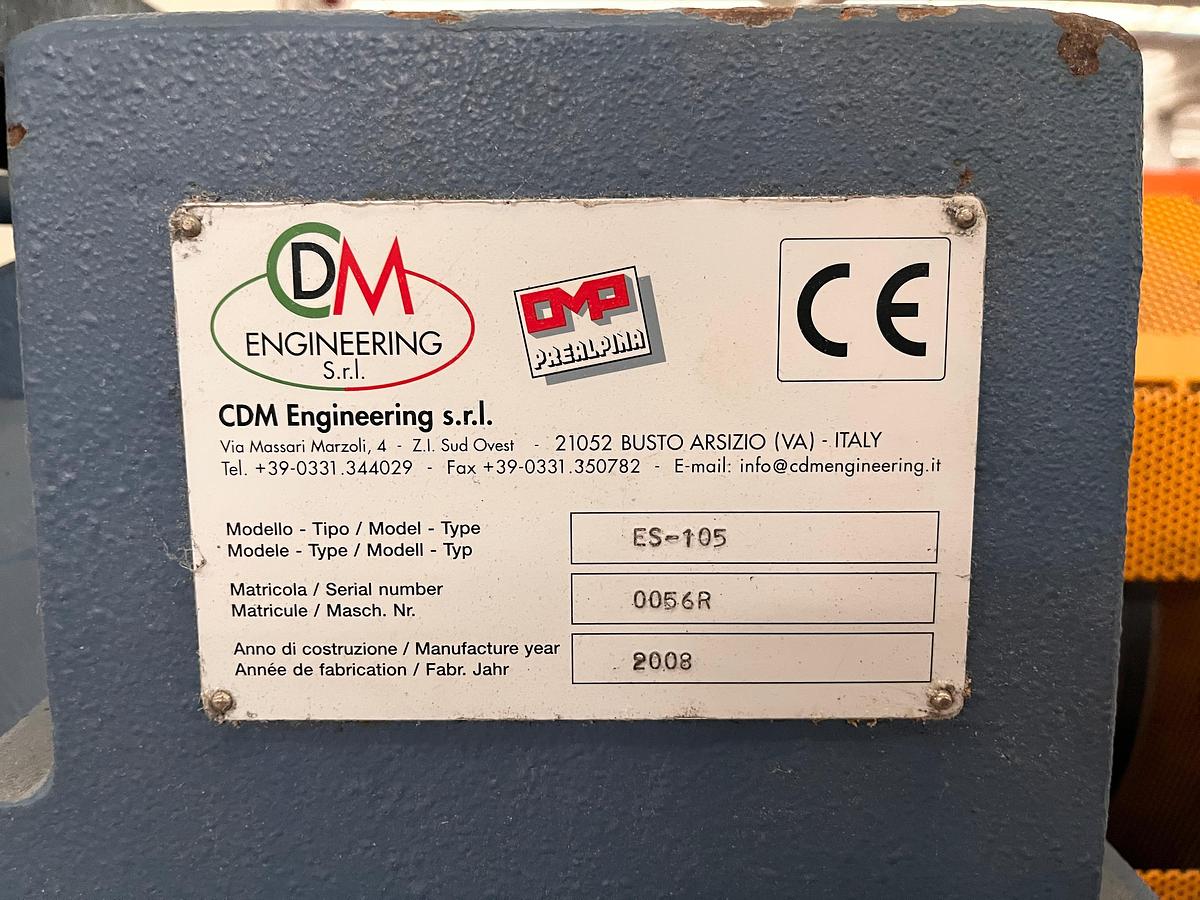 CDM
ENGINEERING
S.r.l.
CMP
PREALPINA
CE
CDM Engineering s.r.l.
Via Massari Marzoli, 4 - Z.I. Sud Ovest - 21052 BUSTO ARSIZIO (VA) - ITALY
Tel. +39-0331.344029 - Fax +39-0331.350782 - E-mail: info@cdmengineering.it
Modello - Tipo / Model - Type
Modele - Type / Modell - Typ
ES-105
Matricola / Serial number
Matricule / Masch. Nr.
0056R
Anno di costruzione / Manufacture year
Année de fabrication / Fabr. Jahr
2008